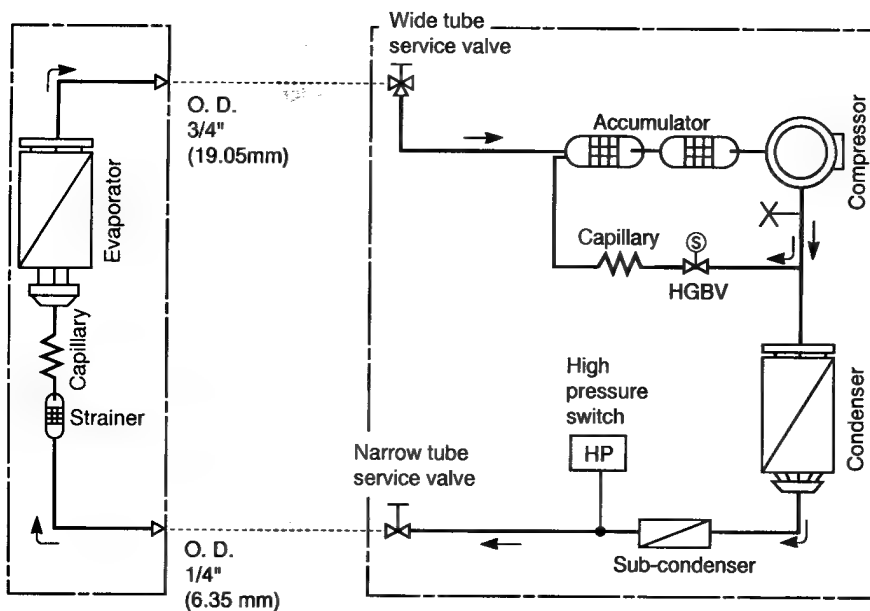 Wide tube
service valve
O. D.
3/4"
(19.05mm)
Accumulator
Compressor
Evaporator
Capillary
S
HGBV
Capillary
Strainer
High
pressure
switch
HP
Condenser
Narrow tube
service valve
O. D.
1/4"
(6.35 mm)
Sub-condenser